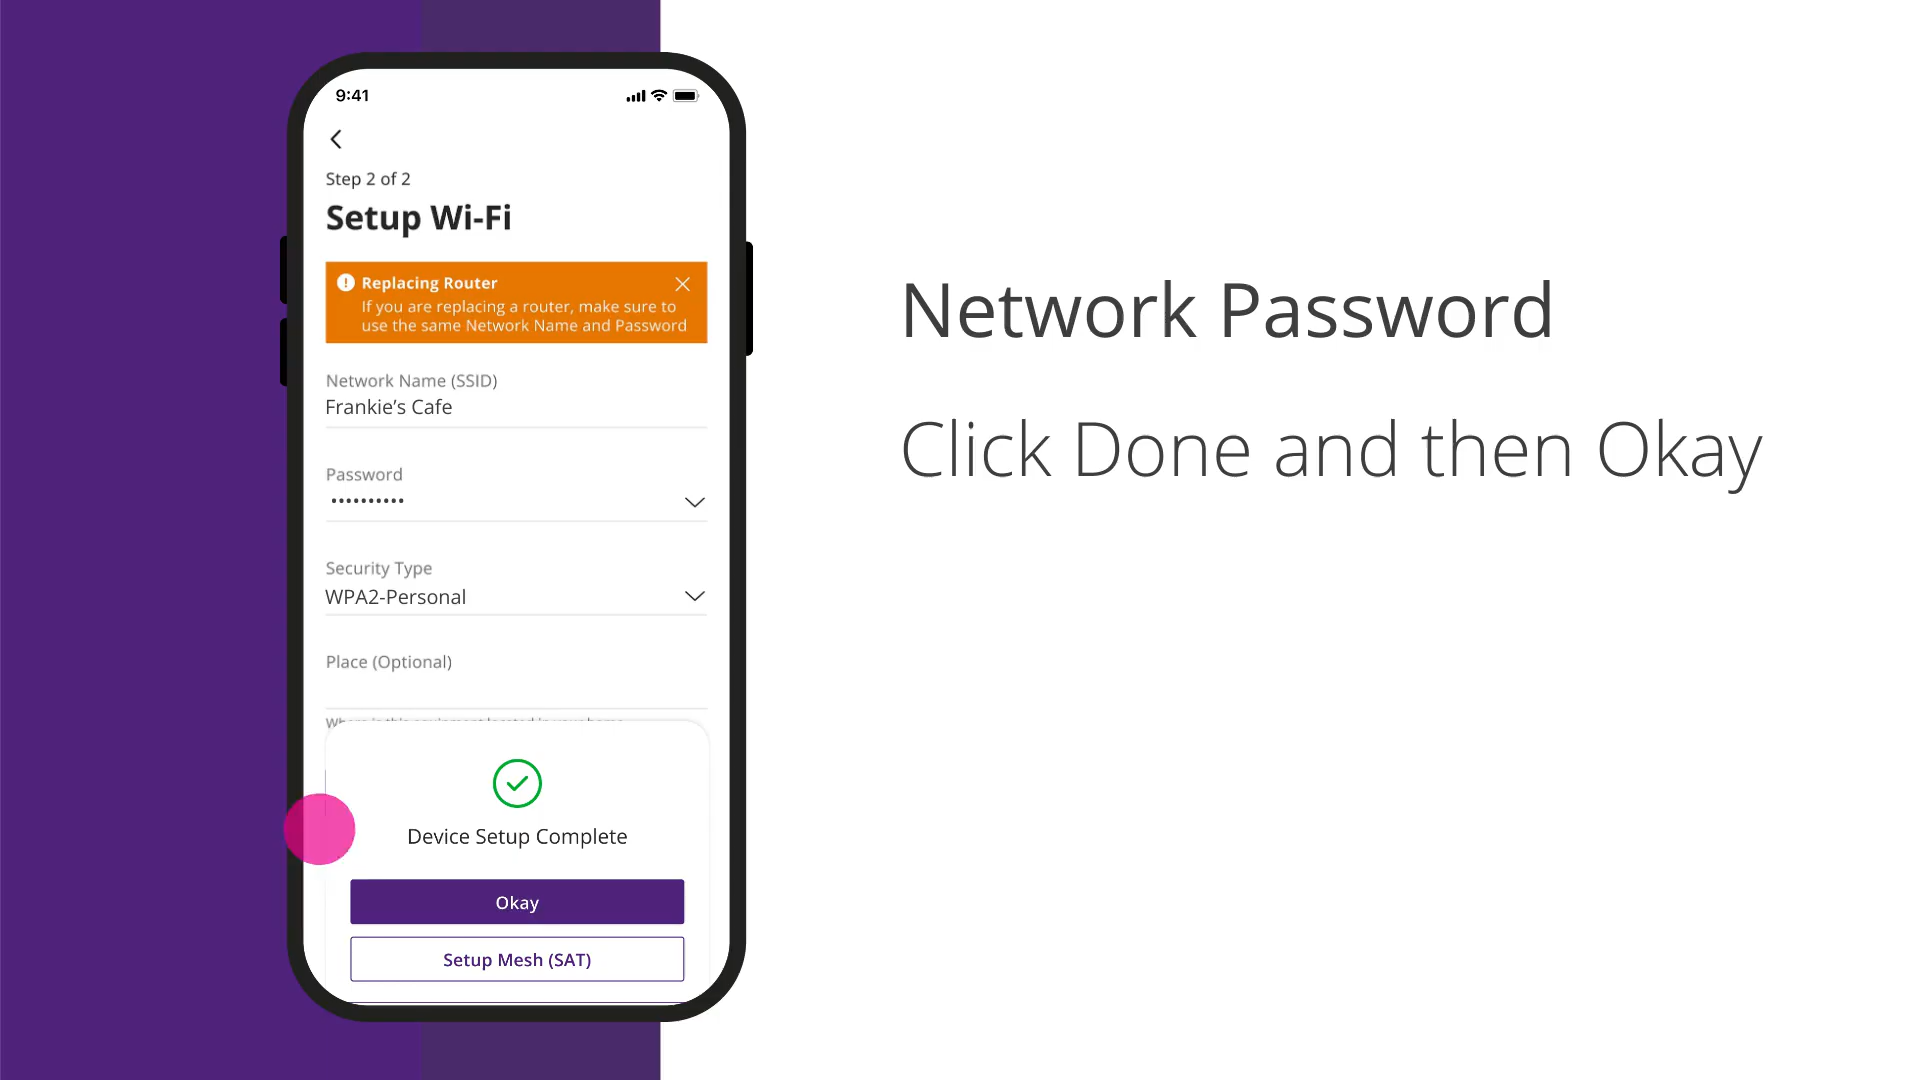 9:41
Step 2 of 2
Setup Wi-Fi
Replacing Router
If you are replacing a router, make sure to
use the same Network Name and Password
Network Name (SSID)
Frankie’s Cafe
Password
••••••••••
Security Type
WPA2-Personal
Place (Optional)
Device Setup Complete
Okay
Setup Mesh (SAT)
Network Password
Click Done and then Okay